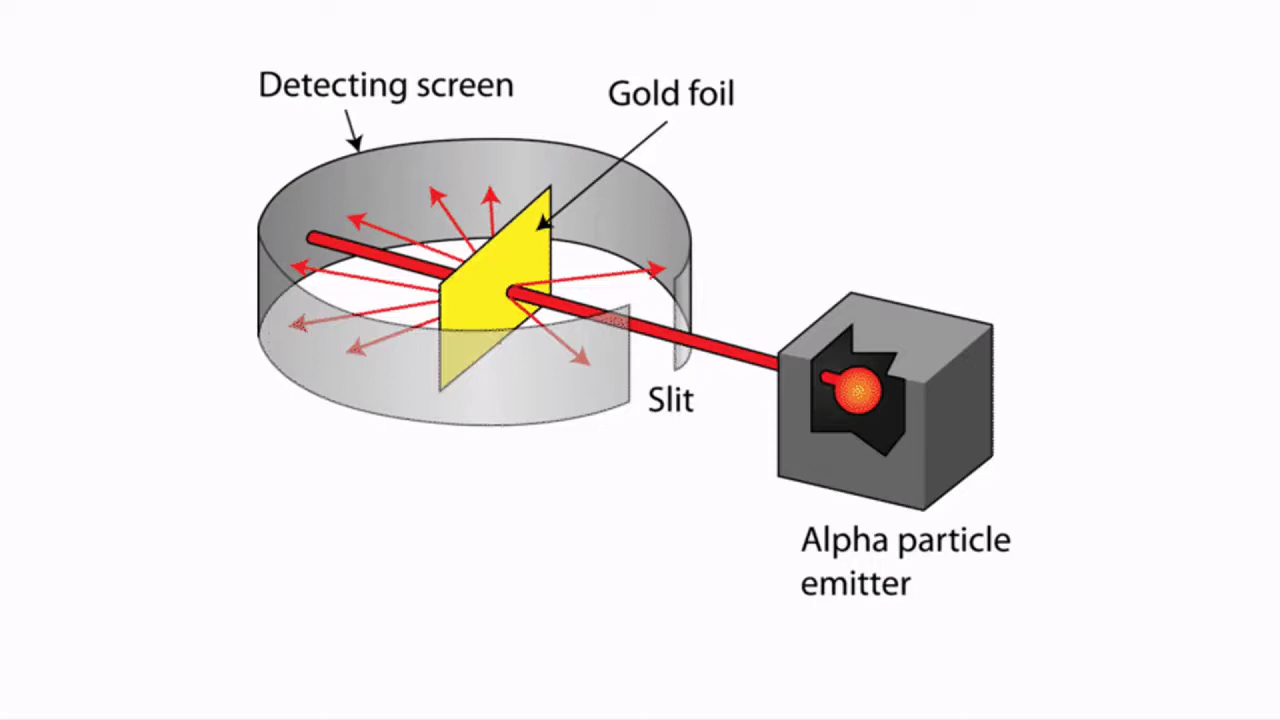 Detecting screen
Gold foil
Slit
Alpha particle
emitter